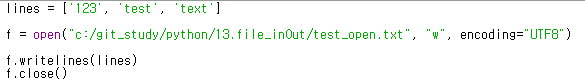 lines = ['123', 'test', 'text']
f = open("c:/git_study/python/13.file_inOut/test_open.txt", "w", encoding="UTF8")
f.writelines(lines)
f.close()